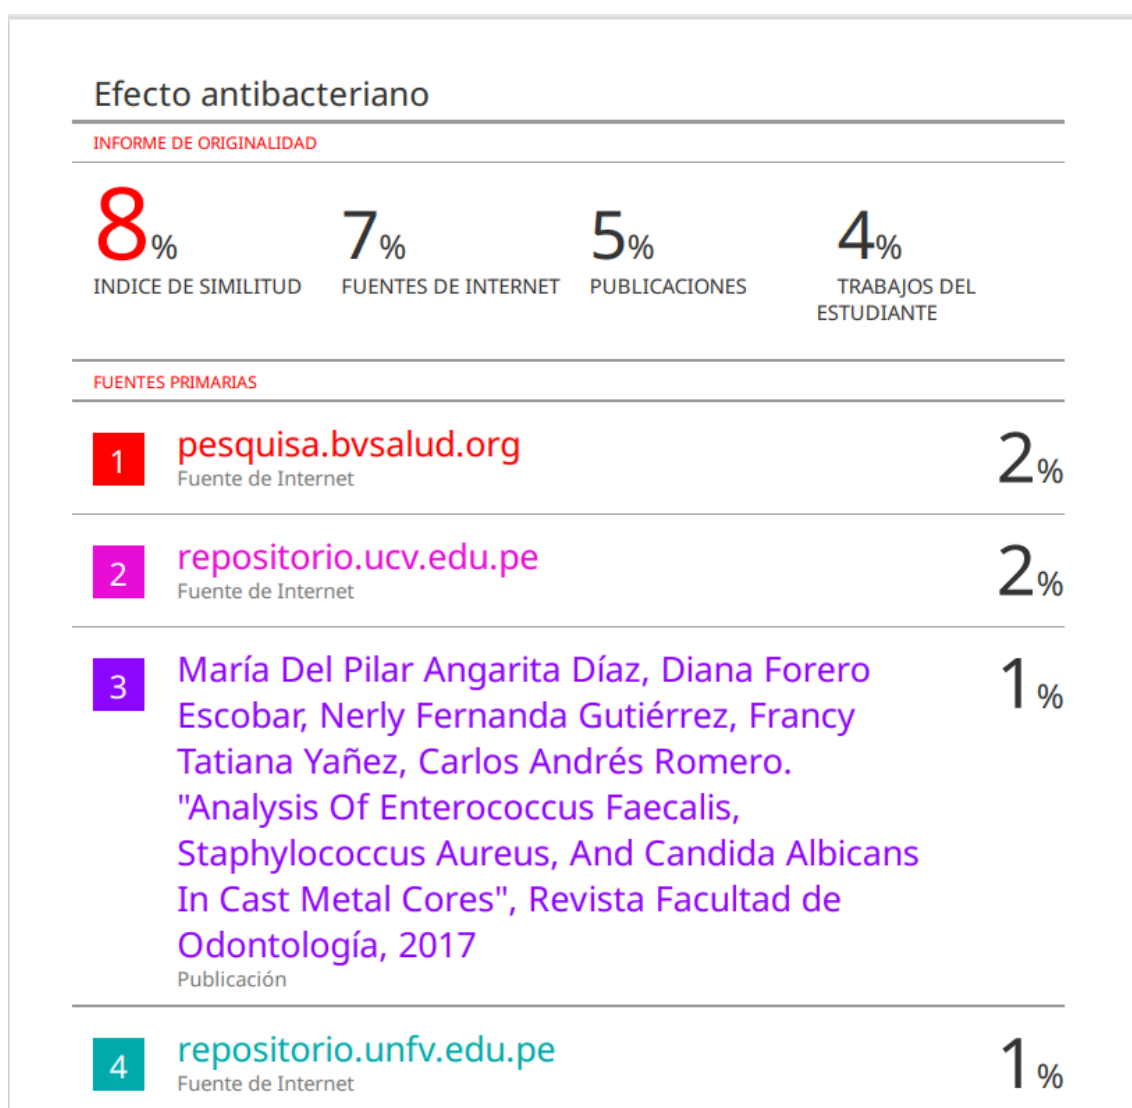 Efecto antibacteriano
INFORME DE ORIGINALIDAD
8%
INDICE DE SIMILITUD
7%
FUENTES DE INTERNET
5%
PUBLICACIONES
4%
TRABAJOS DEL
ESTUDIANTE
FUENTES PRIMARIAS
1
pesquisa.bvsalud.org
Fuente de Internet
2%
2
repositorio.ucv.edu.pe
Fuente de Internet
2%
3
María Del Pilar Angarita Díaz, Diana Forero
Escobar, Nerly Fernanda Gutiérrez, Francy
Tatiana Yañez, Carlos Andrés Romero.
"Analysis Of Enterococcus Faecalis,
Staphylococcus Aureus, And Candida Albicans
In Cast Metal Cores", Revista Facultad de
Odontología, 2017
Publicación
1%
4
repositorio.unfv.edu.pe
Fuente de Internet
1%